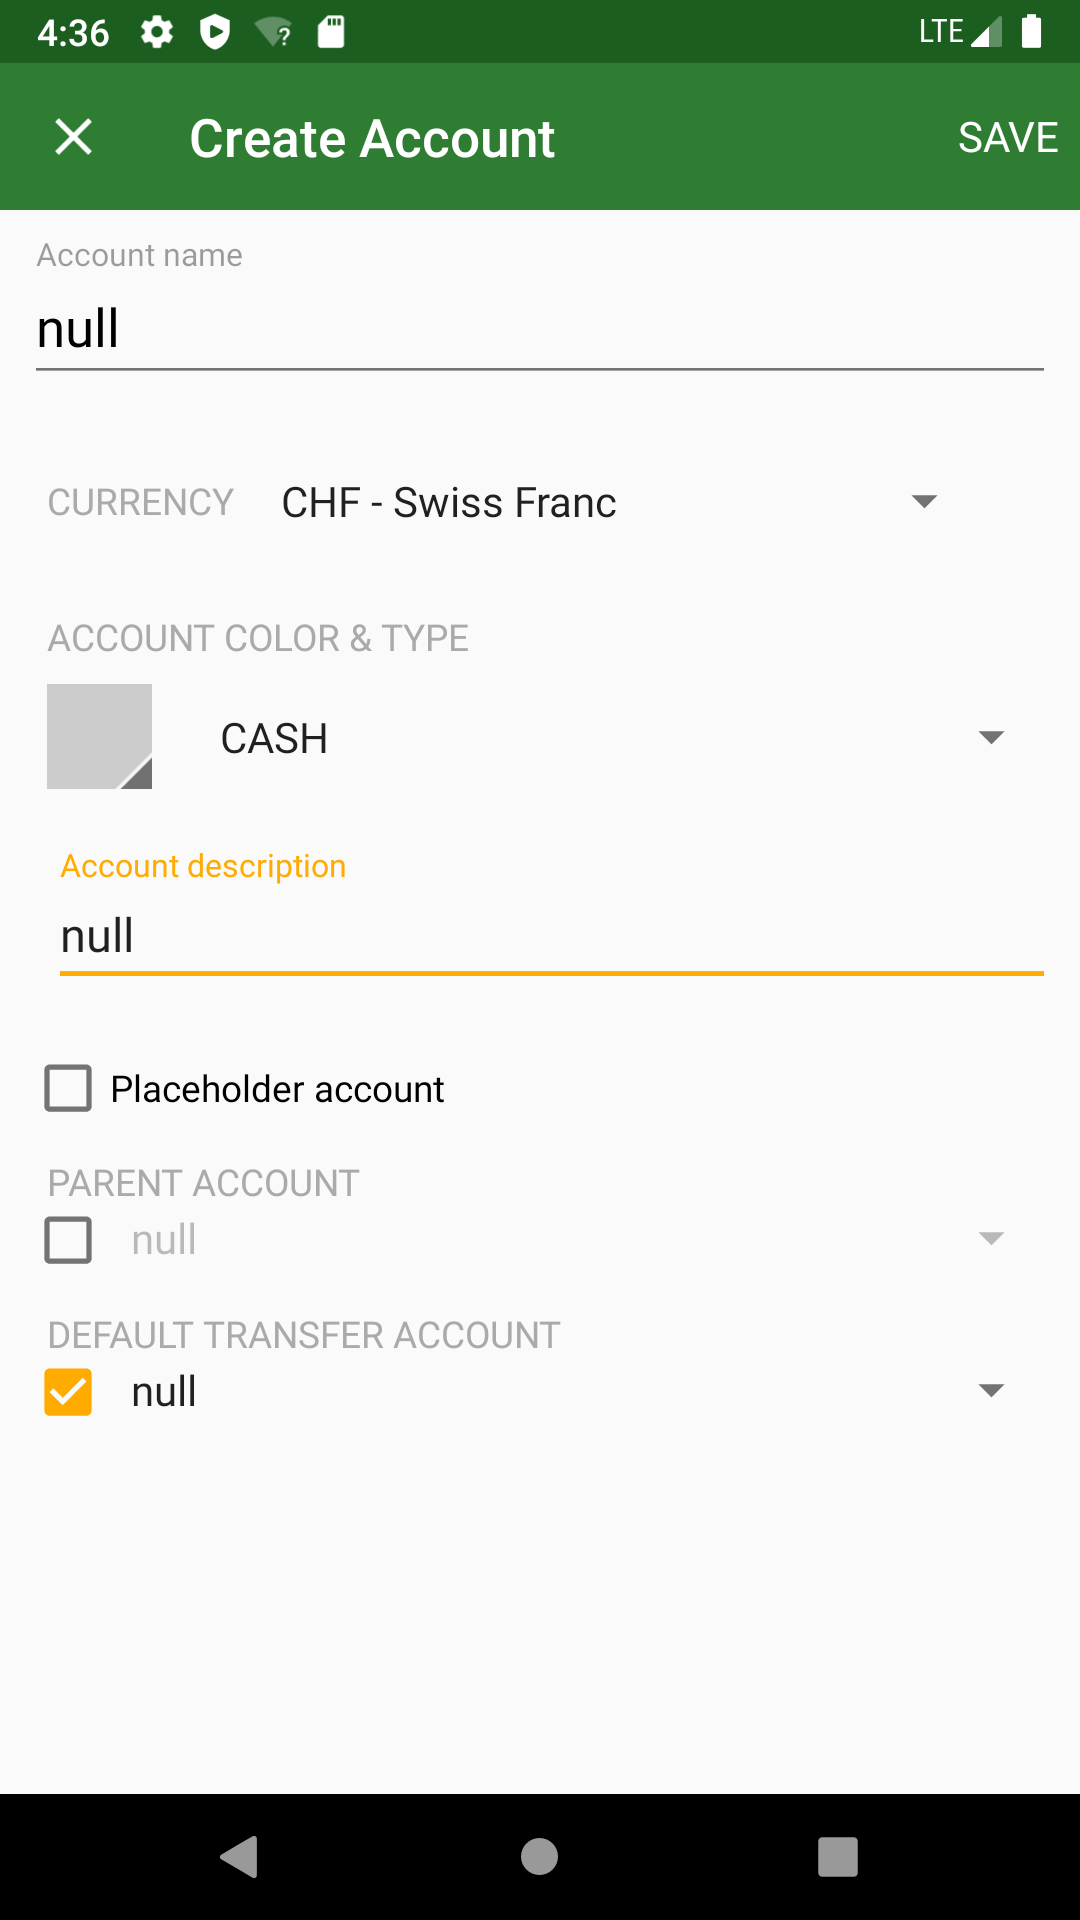 4:36
LTE
Create Account
SAVE
Account name
null
CURRENCY
CHF - Swiss Franc
ACCOUNT COLOR & TYPE
CASH
Account description
null
Placeholder account
PARENT ACCOUNT
null
DEFAULT TRANSFER ACCOUNT
null